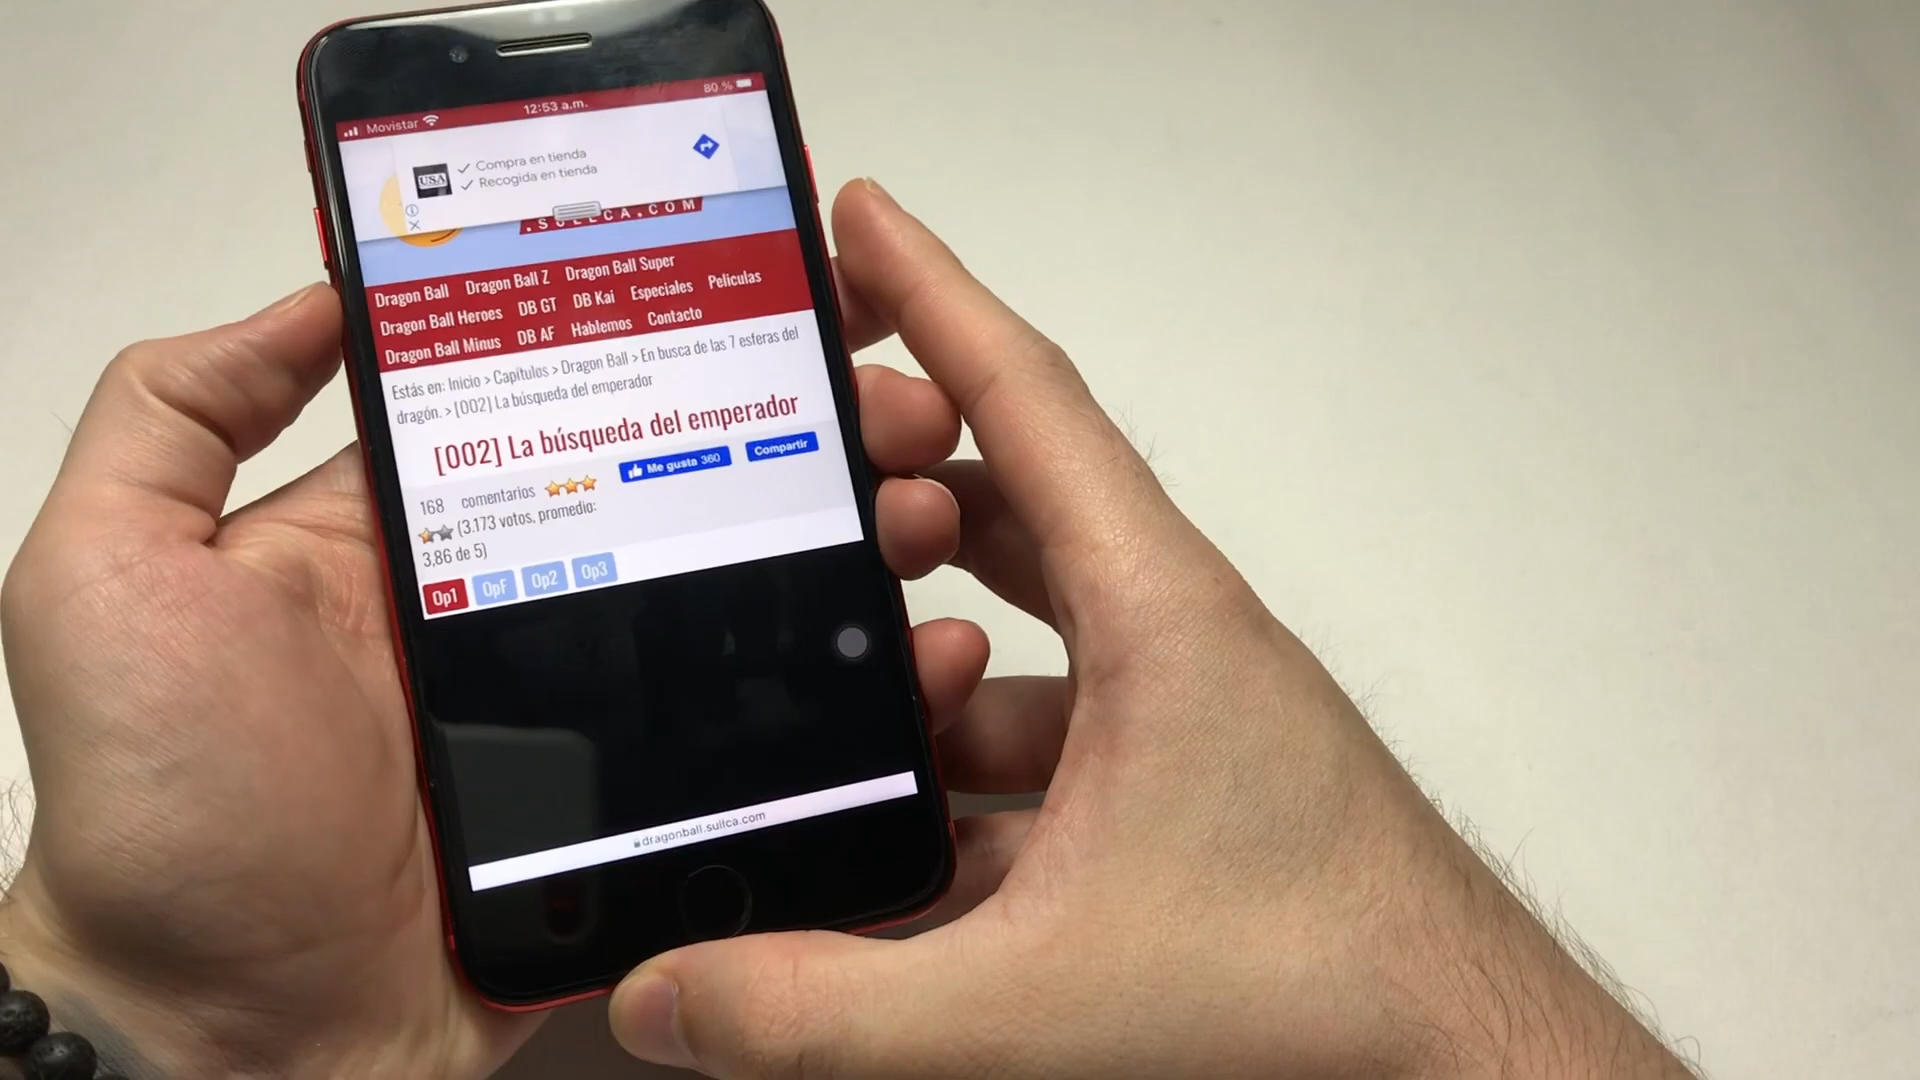 Movistar 12:53 a.m. 80 %
USA
Compra en tienda
Recogida en tienda
.SULLCA.COM
Dragon Ball Dragon Ball Z Dragon Ball Super
Dragon Ball Heroes DB GT DB Kai Especiales Películas
Dragon Ball Minus DB AF Hablemos Contacto
Estás en: Inicio > Capítulos > Dragon Ball > En busca de las 7 esferas del
dragón. > [002] La búsqueda del emperador
[002] La búsqueda del emperador
168 comentarios
Me gusta 360 Compartir
(3.173 votos, promedio:
3,86 de 5)
Op1 OpF Op2 Op3
dragonball.sullca.com